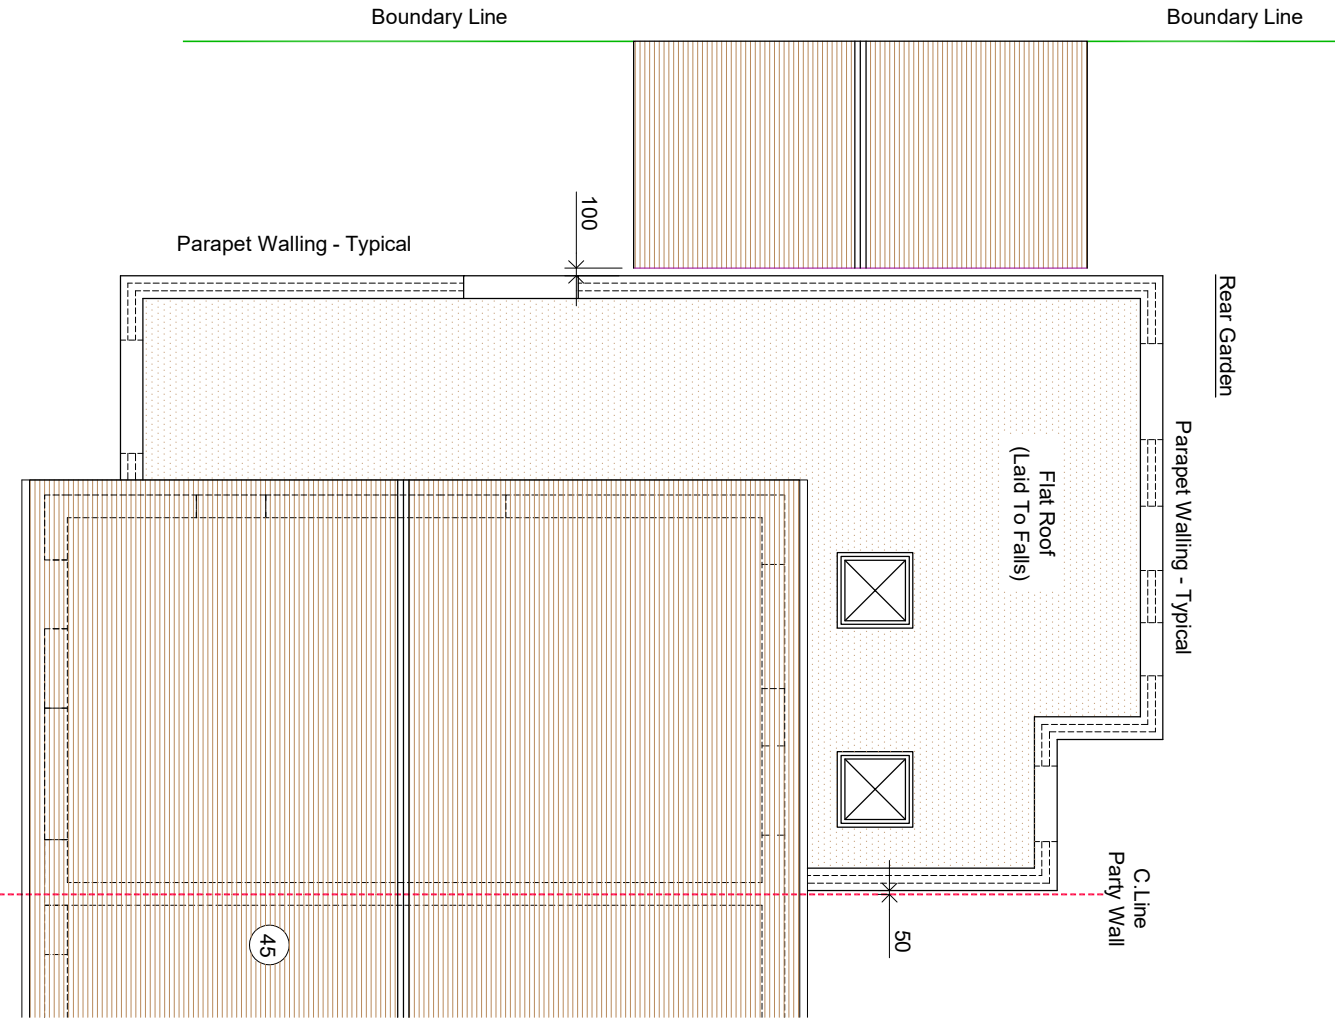 Boundary Line
Boundary Line
100
Parapet Walling - Typical
Rear Garden
Parapet Walling - Typical
Flat Roof
(Laid To Falls)
C.Line
Party Wall
50
45